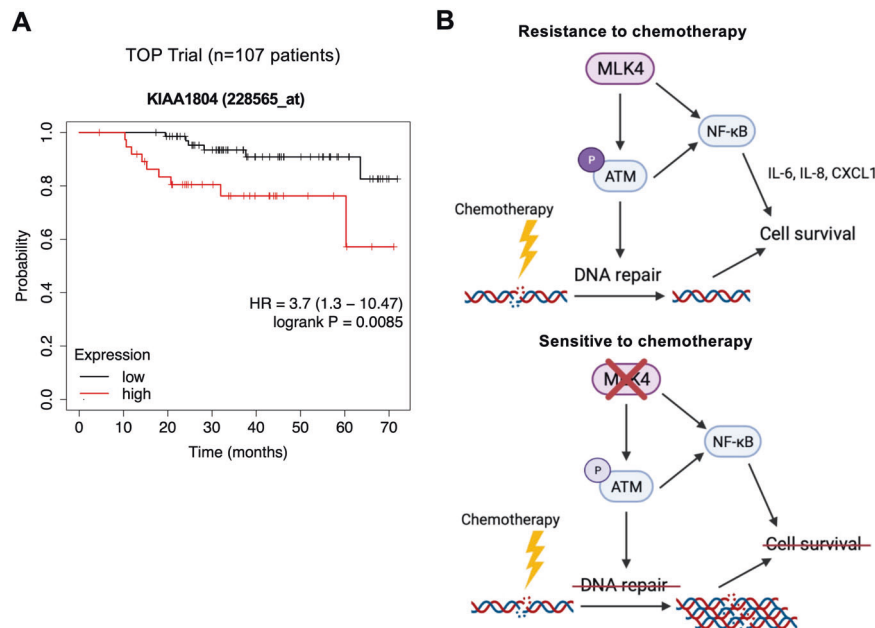 A
TOP Trial (n=107 patients)
KIAA1804 (228565_at)
Probability
1.0
0.8
0.6
0.4
0.2
0.0
HR = 3.7 (1.3 − 10.47)
logrank P = 0.0085
Expression
low
high
0 10 20 30 40 50 60 70
Time (months)
B
Resistance to chemotherapy
MLK4
NF-κB
P
ATM
IL-6, IL-8, CXCL1
Chemotherapy
Cell survival
DNA repair
Sensitive to chemotherapy
MLK4
NF-κB
P
ATM
Chemotherapy
Cell survival
DNA repair